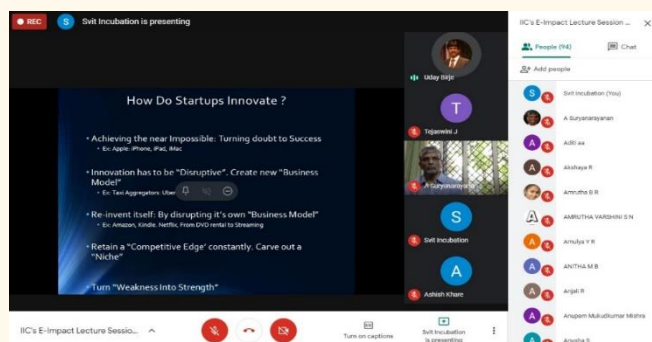 REC
S
Svit Incubation is presenting
How Do Startups Innovate ?
• Achieving the near Impossible: Turning doubt to Success
• Ex: Apple: iPhone, iPad, iMac
• Innovation has to be "Disruptive". Create new "Business
Model"
• Ex: Taxi Aggregators: Uber
• Re-invent itself: By disrupting it's own "Business Model"
• Ex: Amazon, Kindle, Netflix, From DVD rental to Streaming
• Retain a "Competitive Edge' constantly. Carve out a
"Niche"
• Turn "Weakness Into Strength"
Uday Birje
T
Tejaswini J
A Suryanarayana
S
Svit Incubation
A
Ashish Khare
IIC's E-Impact Lecture Sessio...
Turn on captions
Svit Incubation
is presenting
IIC's E-Impact Lecture Session ...
People (94)
Chat
Add people
S
Svit Incubation (You)
A Suryanarayanan
A
Aditi aa
A
Akshaya R
Amrutha B R
A
AMRUTHA VARSHINI S N
A
Amulya Y R
A
ANITHA M B
A
Anjali R
A
Anupam Mukudkumar Mishra
A
Anusha S